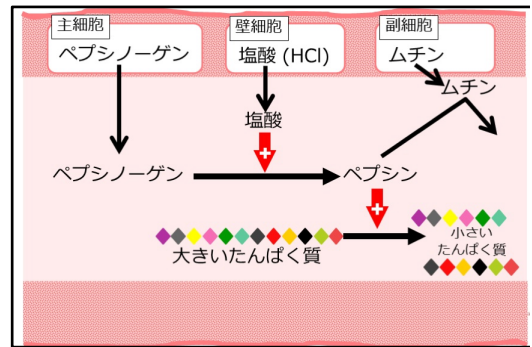 主細胞
ペプシノーゲン
壁細胞
塩酸 (HCl)
副細胞
ムチン
ムチン
塩酸
ペプシノーゲン
ペプシン
大きいたんぱく質
小さい
たんぱく質